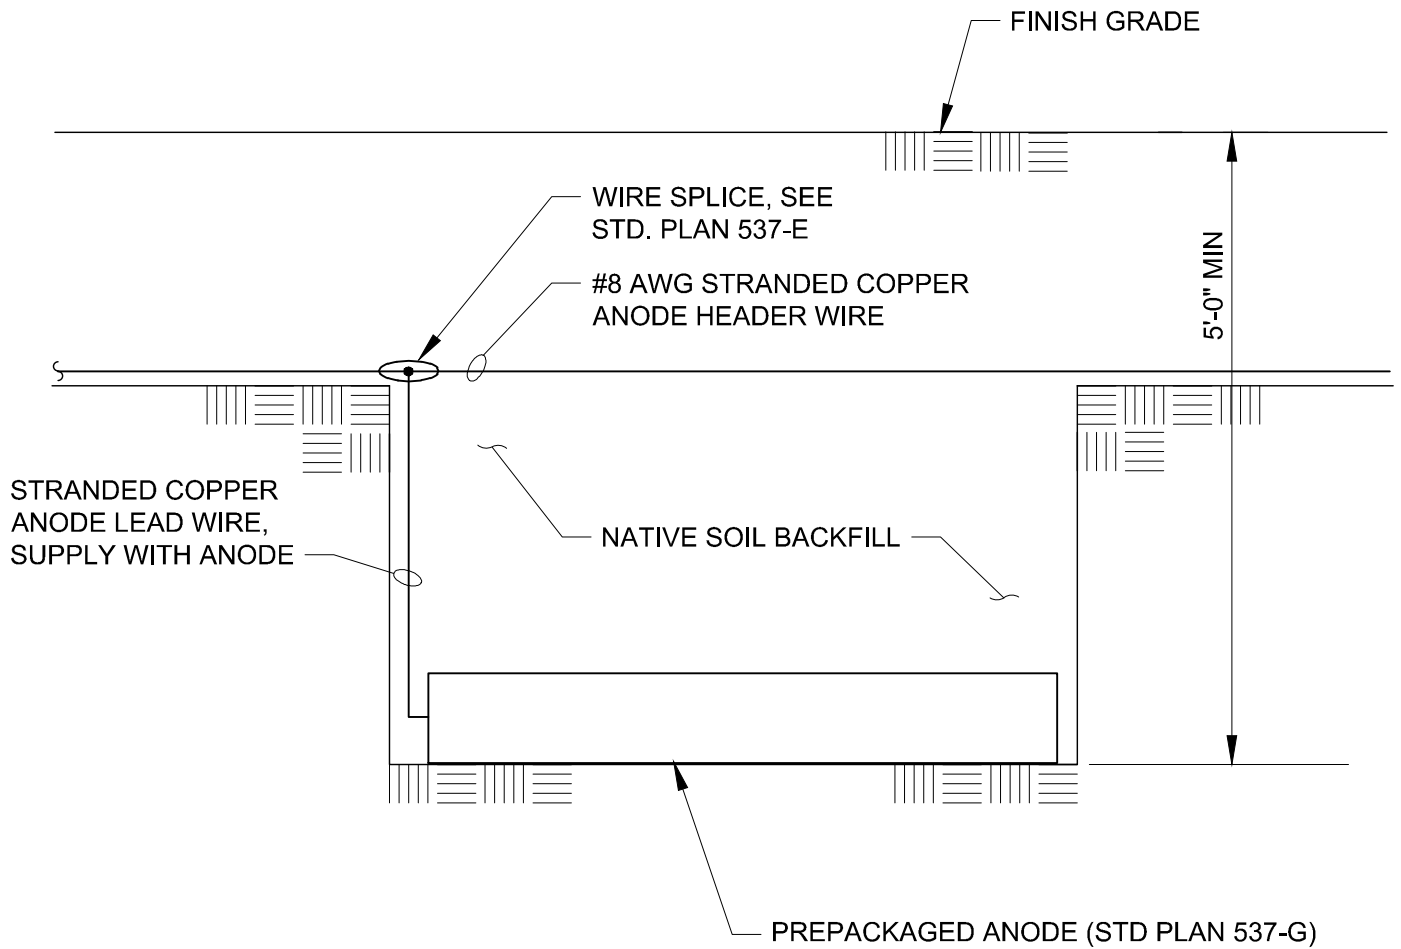 FINISH GRADE
WIRE SPLICE, SEE
STD. PLAN 537-E
#8 AWG STRANDED COPPER
ANODE HEADER WIRE
5'-0" MIN
STRANDED COPPER
ANODE LEAD WIRE,
SUPPLY WITH ANODE
NATIVE SOIL BACKFILL
PREPACKAGED ANODE (STD PLAN 537-G)